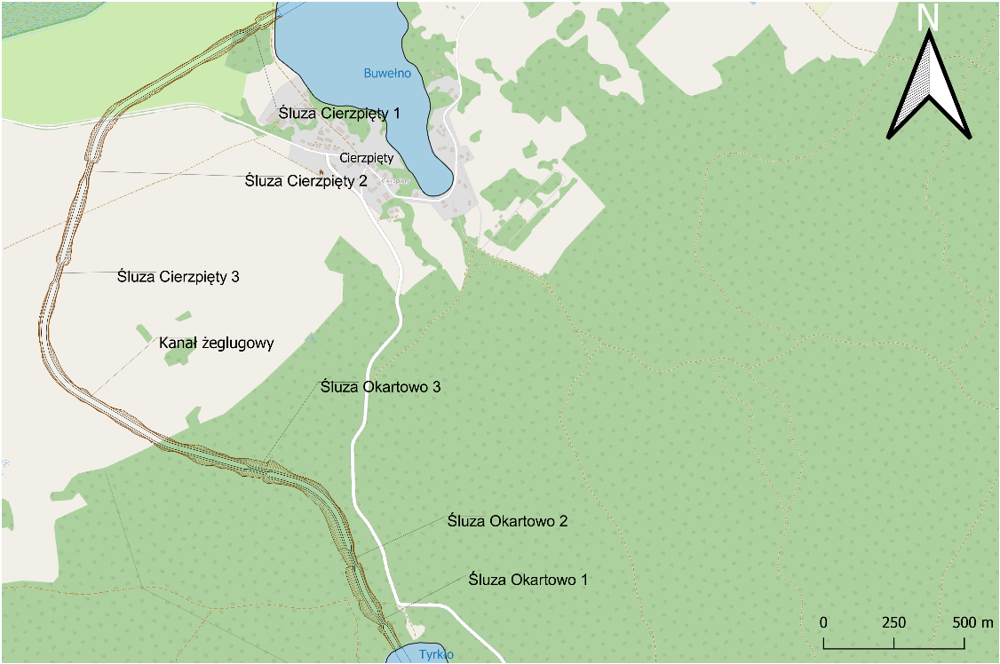 N
Buwełno
Śluza Cierzpięty 1
Cierzpięty
Cierzpięty
Śluza Cierzpięty 2
Śluza Cierzpięty 3
Kanał żeglugowy
Śluza Okartowo 3
Śluza Okartowo 2
Śluza Okartowo 1
0 250 500 m
Tyrkło